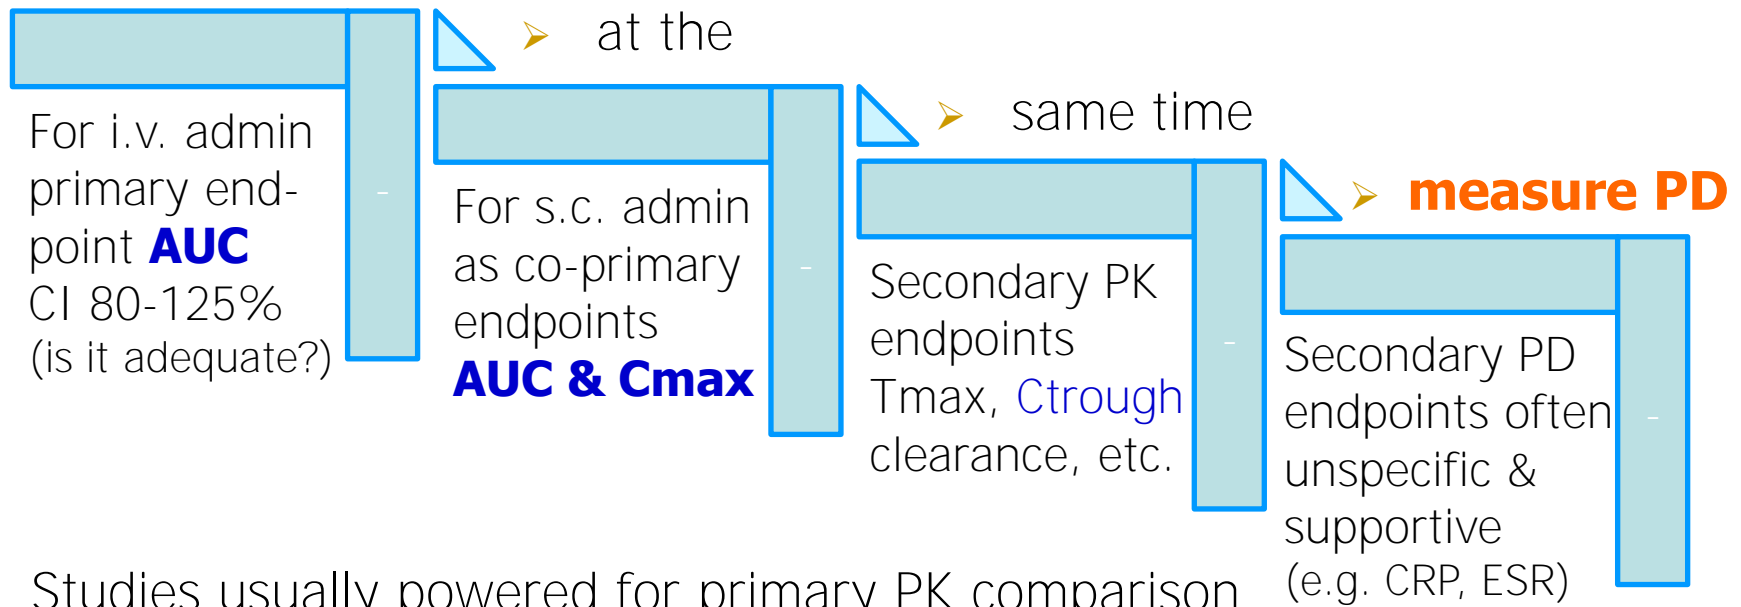 ➢ at the
➢ same time
➢ measure PD
For i.v. admin
primary end-
point AUC
CI 80-125%
(is it adequate?)
For s.c. admin
as co-primary
endpoints
AUC & Cmax
Secondary PK
endpoints
Tmax, Ctrough
clearance, etc.
Secondary PD
endpoints often
unspecific &
supportive
(e.g. CRP, ESR)
Studies usually powered for primary PK comparison